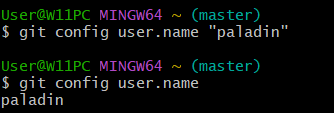 User@W11PC MINGW64 ~ (master)
$ git config user.name "paladin"
User@W11PC MINGW64 ~ (master)
$ git config user.name
paladin